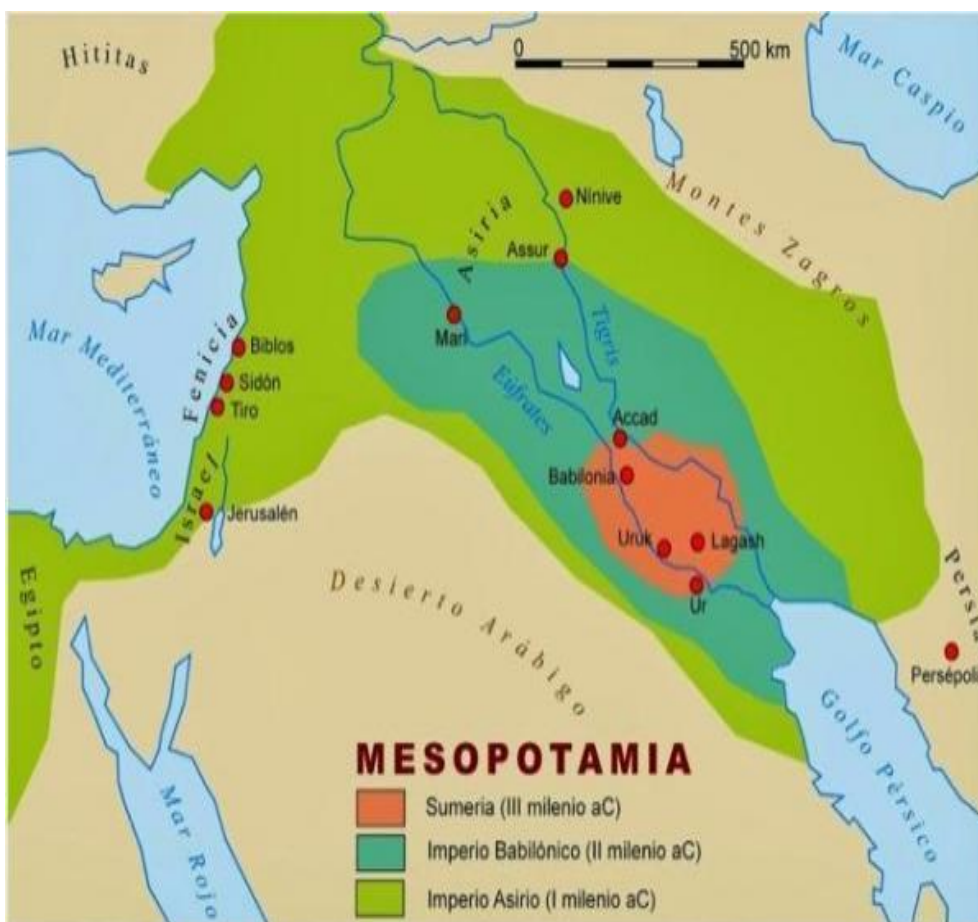 Hititas
0 500 km
Mar Caspio
Montes Zagros
Nínive
Asiria
Assur
Tigris
Mari
Eúfrates
Mar Mediterráneo
Fenicia
Biblos
Sidón
Tiro
Israel
Jerusalén
Accad
Babilonia
Uruk
Lagash
Ur
Egipto
Desierto Arábigo
Persia
Persépoli
Golfo Pérsico
Mar Rojo
MESOPOTAMIA
Sumeria (III milenio aC)
Imperio Babilónico (II milenio aC)
Imperio Asirio (I milenio aC)